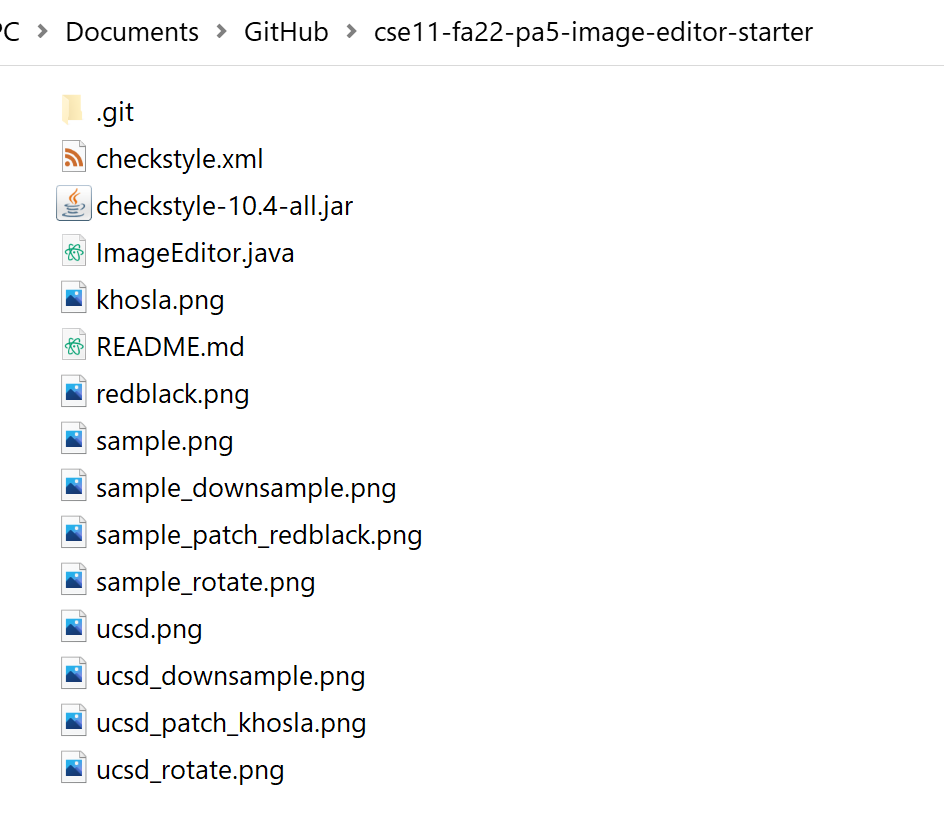 PC > Documents > GitHub > cse11-fa22-pa5-image-editor-starter
.git
checkstyle.xml
checkstyle-10.4-all.jar
ImageEditor.java
khosla.png
README.md
redblack.png
sample.png
sample_downsample.png
sample_patch_redblack.png
sample_rotate.png
ucsd.png
ucsd_downsample.png
ucsd_patch_khosla.png
ucsd_rotate.png